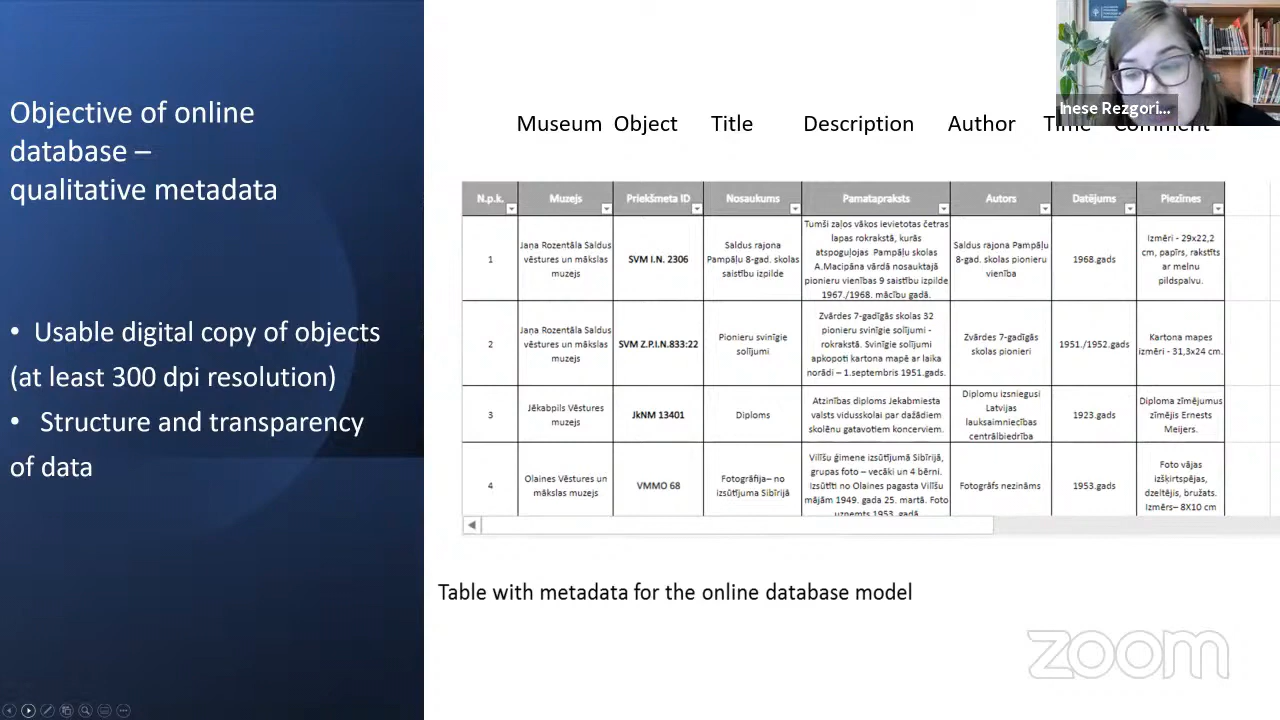 Objective of online
database –
qualitative metadata
• Usable digital copy of objects
(at least 300 dpi resolution)
• Structure and transparency
of data
Inese Rezgori...
Museum Object Title Description Author Time Comment
N.p.k. Muzejs Priekšmeta ID Nosaukums Pamatapraksts Autors Datējums Piezīmes
1
Jaņa Rozentāla Saldus
vēstures un mākslas
muzejs
SVM I.N. 2306
Saldus rajona
Pampāļu 8-gad. skolas
saistību izpilde
Tumši zaļos vākos ievietotas četras
lapas rokrakstā, kurās
atspoguļojas Pampāļu skolas
A.Macipāna vārdā nosauktajā
pionieru vienības 9 saistību izpilde
1967./1968. mācību gadā.
Saldus rajona Pampāļu
8-gad. skolas pionieru
vienība
1968.gads
Izmēri - 29x22,2
cm, papīrs, rakstīts
ar melnu
pildspalvu.
2
Jaņa Rozentāla Saldus
vēstures un mākslas
muzejs
SVM Z.P.I.N.833:22
Pionieru svinīgie
solījumi
Zvārdes 7-gadīgās skolas 32
pionieru svinīgie solījumi -
rokrakstā. Svinīgie solījumi
apkopoti kartona mapē ar laika
norādi – 1.septembris 1951.gads.
Zvārdes 7-gadīgās
skolas pionieri
1951./1952.gads
Kartona mapes
izmēri - 31,3x24 cm.
3
Jēkabpils Vēstures
muzejs
JkNM 13401
Diploms
Atzinības diploms Jekabmiesta
valsts vidusskolai par dažādiem
skolēnu gatavotiem koncerviem.
Diplomu izsniegusi
Latvijas
lauksaimniecības
centrālbiedrība
1923.gads
Diploma zīmējumus
zīmējis Ernests
Meijers.
4
Olaines Vēstures un
mākslas muzejs
VMMO 68
Fotogrāfija– no
izsūtījuma Sibīrijā
Vilīšu ģimene izsūtījumā Sibīrijā,
grupas foto – vecāki un 4 bērni.
Izsūtīti no Olaines pagasta Vilīšu
mājām 1949. gada 25. martā. Foto
uzņemts 1953. gadā.
Fotogrāfs nezināms
1953.gads
Foto vājas
izšķirtspējas,
dzeltējis, bružats.
Izmērs– 8X10 cm
Table with metadata for the online database model
zoom